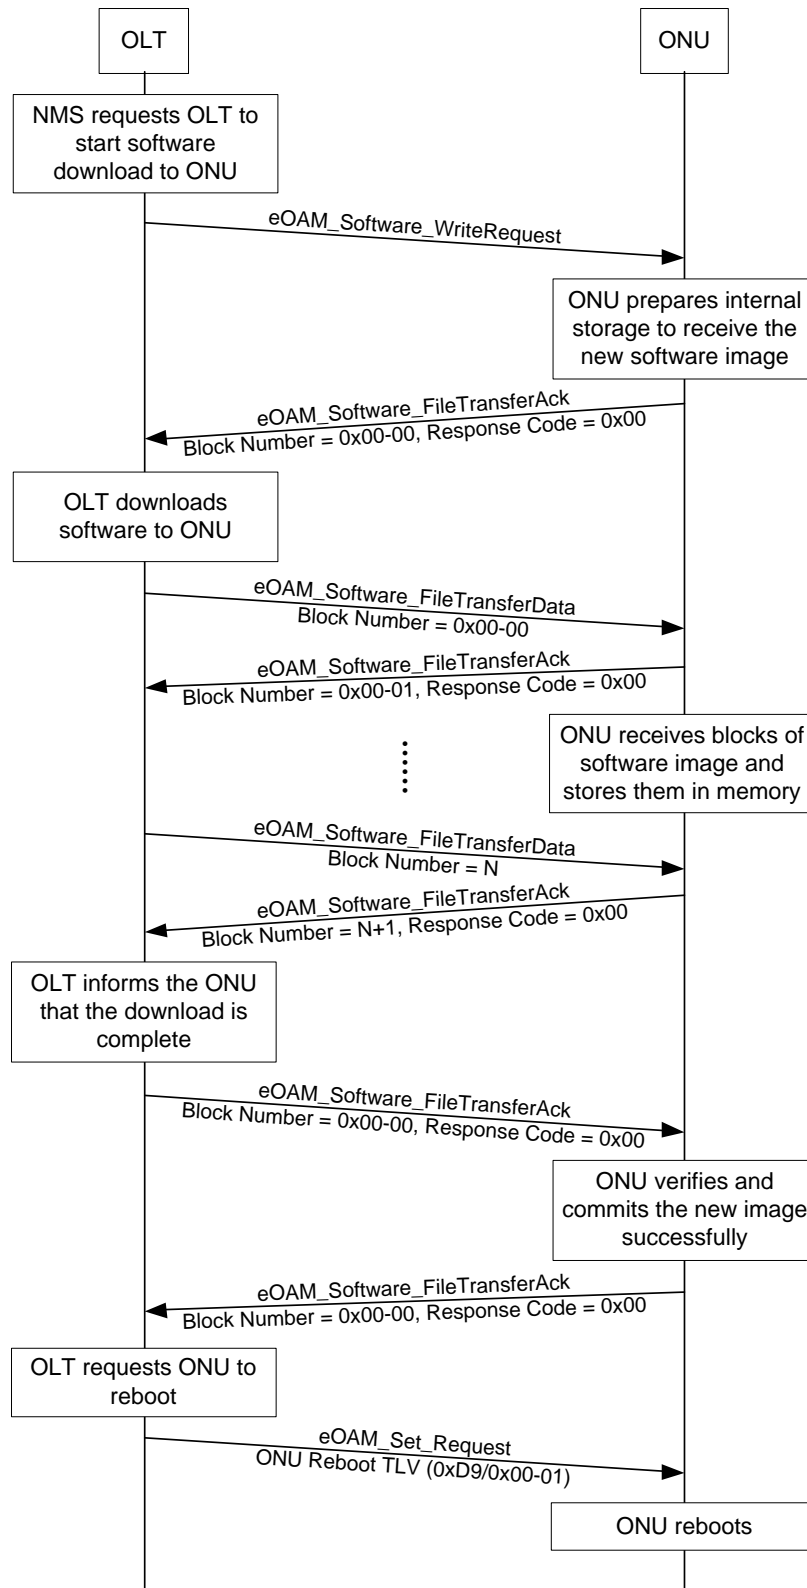 OLT
ONU
NMS requests OLT to
start software
download to ONU
eOAM_Software_WriteRequest
ONU prepares internal
storage to receive the
new software image
eOAM_Software_FileTransferAck
Block Number = 0x00-00, Response Code = 0x00
OLT downloads
software to ONU
eOAM_Software_FileTransferData
Block Number = 0x00-00
eOAM_Software_FileTransferAck
Block Number = 0x00-01, Response Code = 0x00
ONU receives blocks of
software image and
stores them in memory
eOAM_Software_FileTransferData
Block Number = N
eOAM_Software_FileTransferAck
Block Number = N+1, Response Code = 0x00
OLT informs the ONU
that the download is
complete
eOAM_Software_FileTransferAck
Block Number = 0x00-00, Response Code = 0x00
ONU verifies and
commits the new image
successfully
eOAM_Software_FileTransferAck
Block Number = 0x00-00, Response Code = 0x00
OLT requests ONU to
reboot
eOAM_Set_Request
ONU Reboot TLV (0xD9/0x00-01)
ONU reboots